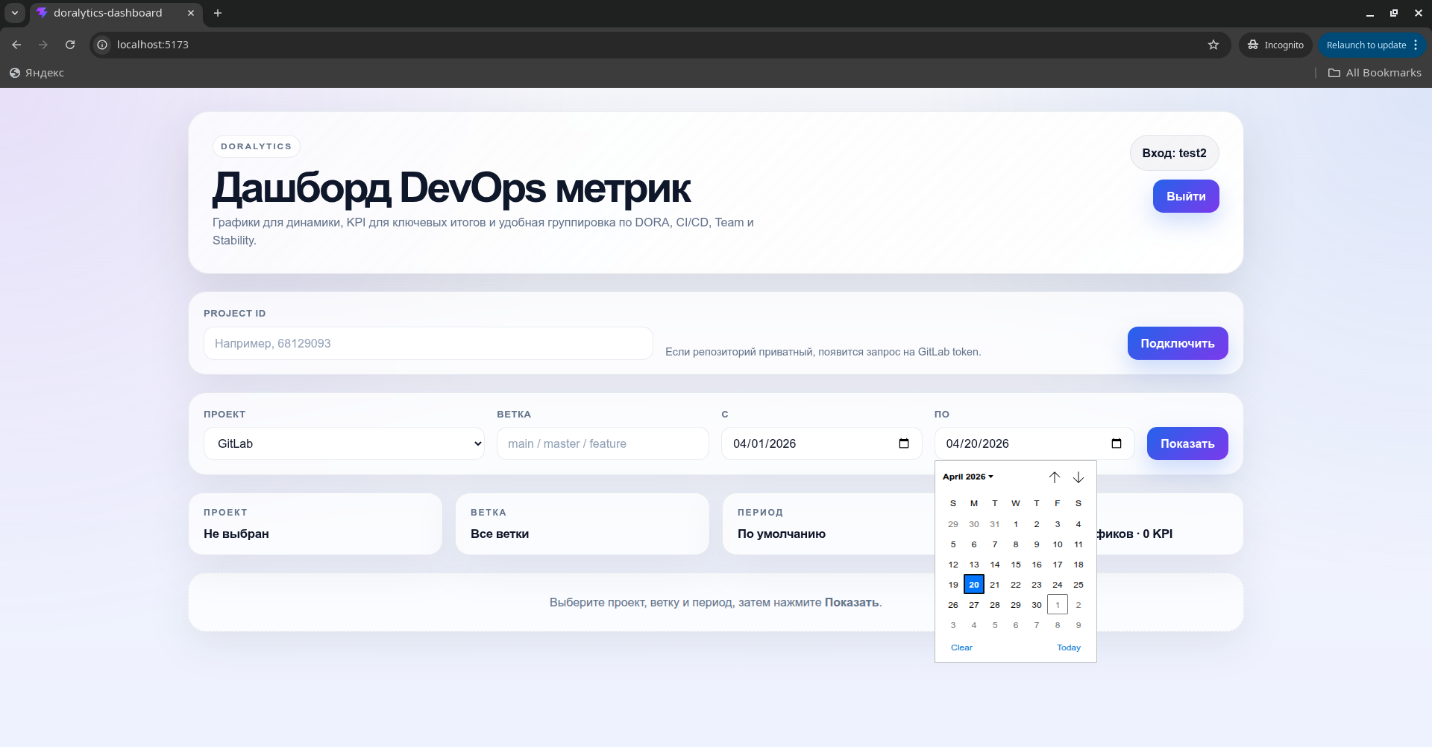 doralytics-dashboard
localhost:5173
Incognito
Relaunch to update
Яндекс
All Bookmarks
DORALYTICS
Вход: test2
Дашборд DevOps метрик
Выйти
Графики для динамики, KPI для ключевых итогов и удобная группировка по DORA, CI/CD, Team и
Stability.
PROJECT ID
Например, 68129093
Если репозиторий приватный, появится запрос на GitLab token.
Подключить
ПРОЕКТ ВЕТКА С ПО
GitLab main / master / feature 04/01/2026 04/20/2026 Показать
April 2026
S M T W T F S
29 30 31 1 2 3 4
5 6 7 8 9 10 11
12 13 14 15 16 17 18
19 20 21 22 23 24 25
26 27 28 29 30 1 2
3 4 5 6 7 8 9
Clear Today
ПРОЕКТ ВЕТКА ПЕРИОД
Не выбран Все ветки По умолчанию фиков · 0 KPI
Выберите проект, ветку и период, затем нажмите Показать.